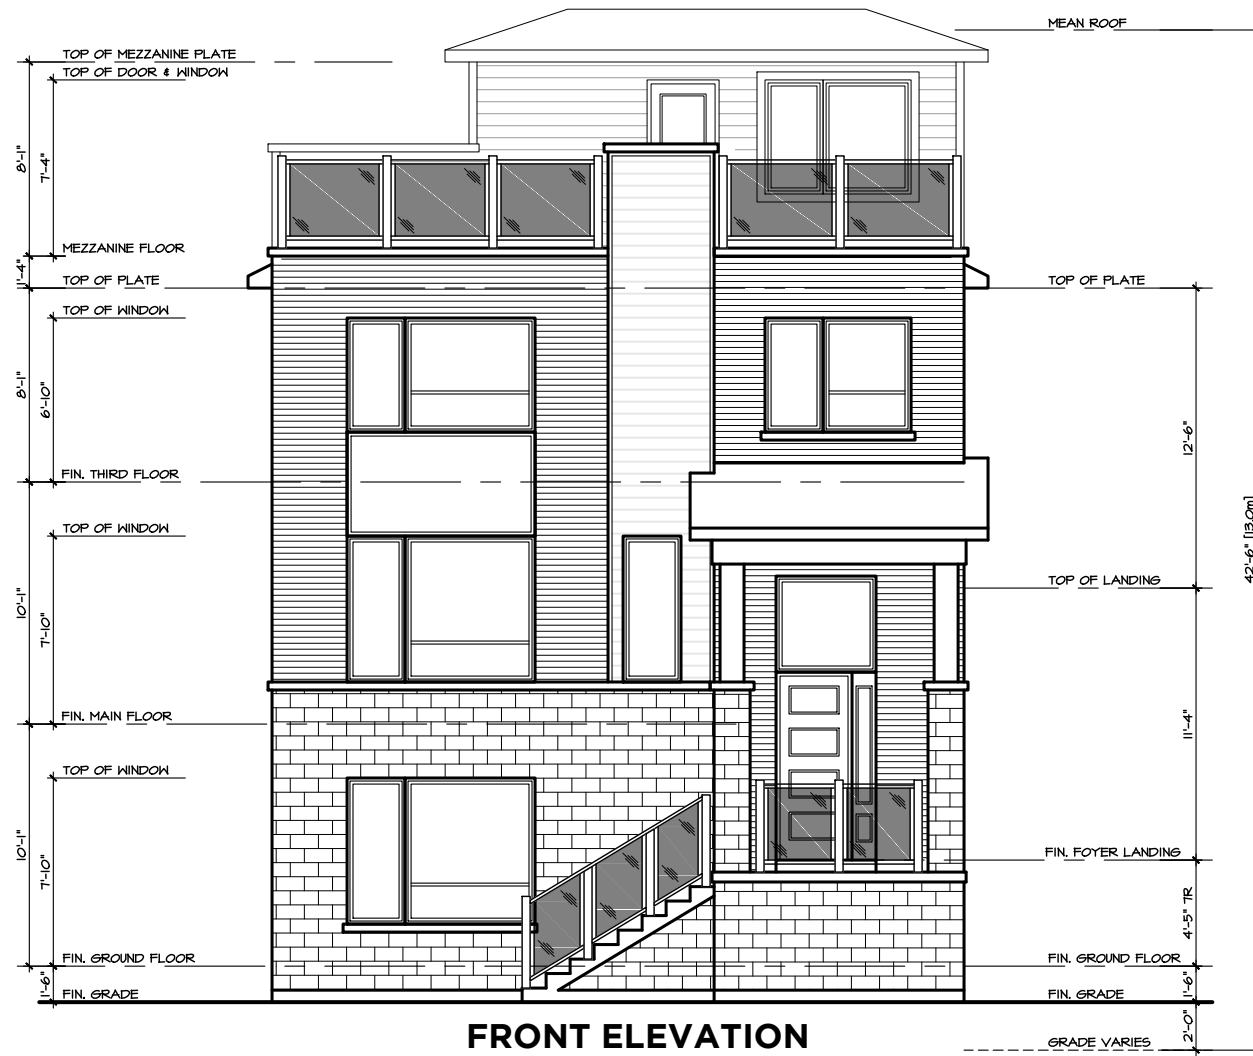 MEAN ROOF
TOP OF MEZZANINE PLATE
TOP OF DOOR & WINDOW
8'-1"
7'-4"
MEZZANINE FLOOR
1'-4"
TOP OF PLATE
TOP OF PLATE
TOP OF WINDOW
8'-1"
6'-10"
12'-6"
FIN. THIRD FLOOR
42'-6" [13.0m]
TOP OF WINDOW
TOP OF LANDING
10'-1"
7'-10"
FIN. MAIN FLOOR
11'-4"
TOP OF WINDOW
10'-1"
7'-10"
FIN. FOYER LANDING
4'-5" 7R
FIN. GROUND FLOOR
FIN. GROUND FLOOR
1'-6"
1'-6"
FIN. GRADE
FIN. GRADE
2'-0"
FRONT ELEVATION
GRADE VARIES